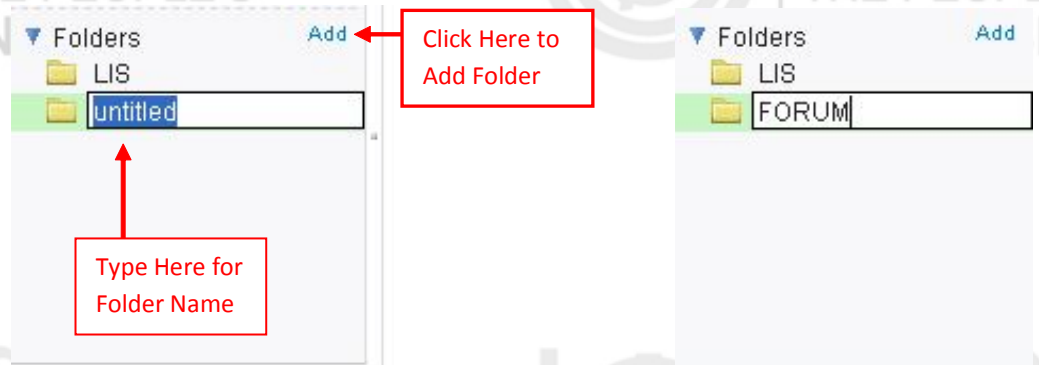 Folders Add
LIS
untitled
Click Here to
Add Folder
Type Here for
Folder Name
Folders Add
LIS
FORUM